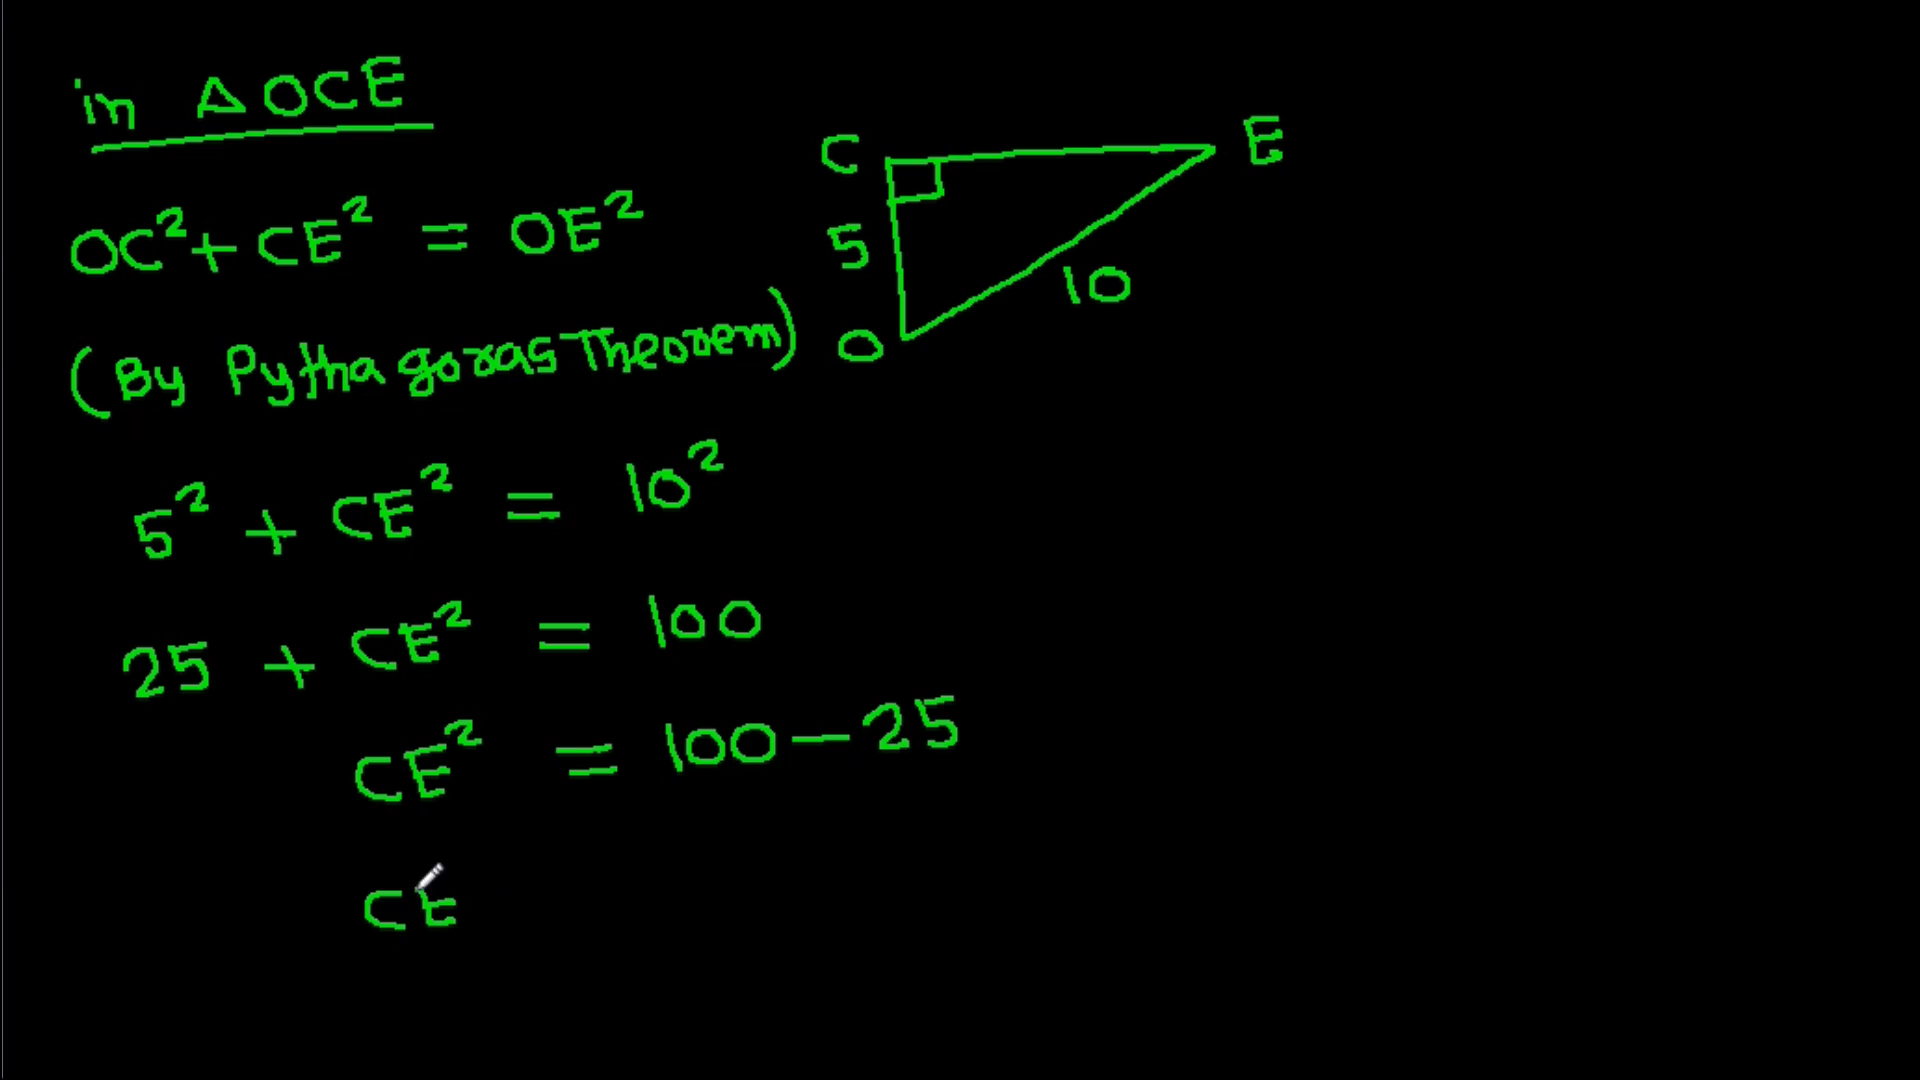 in △OCE
OC² + CE² = OE²
(By Pythagoras Theorem)
5² + CE² = 10²
25 + CE² = 100
CE² = 100 - 25
CE
C
E
5
10
O